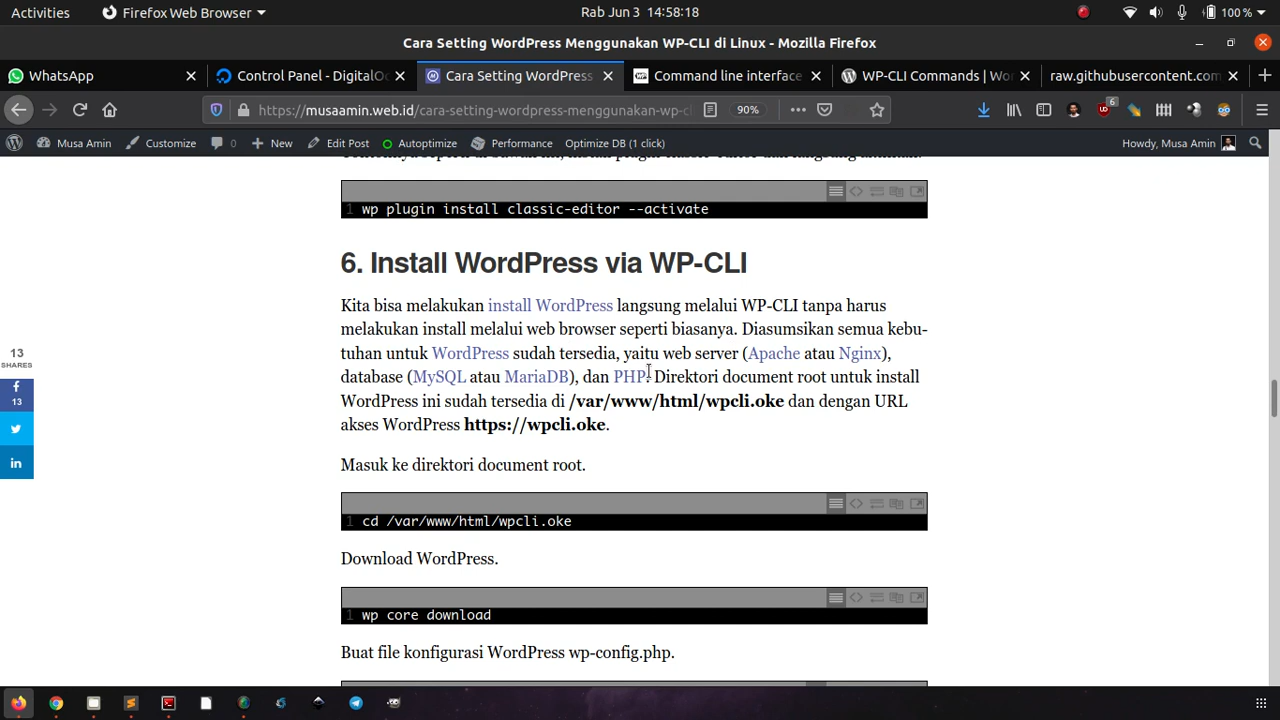 Activities
Firefox Web Browser
Rab Jun 3 14:58:18
100 %
Cara Setting WordPress Menggunakan WP-CLI di Linux - Mozilla Firefox
WhatsApp
Control Panel - DigitalOc
Cara Setting WordPress
Command line interface
WP-CLI Commands | Wo
raw.githubusercontent.com
https://musaamin.web.id/cara-setting-wordpress-menggunakan-wp-cl
90%
6
Musa Amin
Customize
0
New
Edit Post
Autoptimize
Performance
Optimize DB (1 click)
Howdy, Musa Amin
1 wp plugin install classic-editor --activate
6. Install WordPress via WP-CLI
Kita bisa melakukan install WordPress langsung melalui WP-CLI tanpa harus
melakukan install melalui web browser seperti biasanya. Diasumsikan semua kebu-
tuhan untuk WordPress sudah tersedia, yaitu web server (Apache atau Nginx),
database (MySQL atau MariaDB), dan PHP. Direktori document root untuk install
WordPress ini sudah tersedia di /var/www/html/wpcli.oke dan dengan URL
akses WordPress https://wpcli.oke.
Masuk ke direktori document root.
1 cd /var/www/html/wpcli.oke
Download WordPress.
1 wp core download
Buat file konfigurasi WordPress wp-config.php.
13
SHARES
13